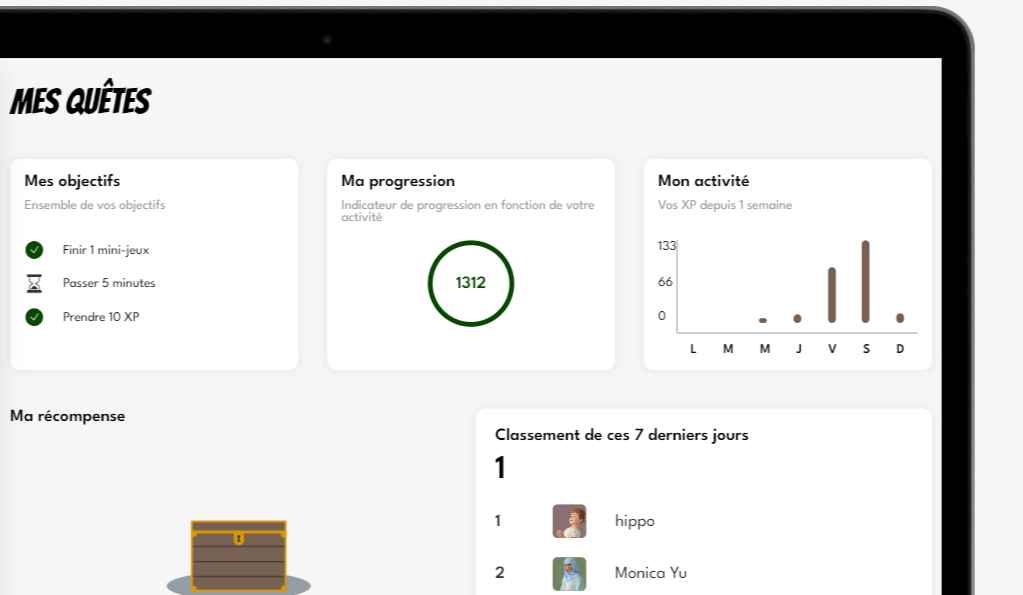 MES QUÊTES
Mes objectifs
Ensemble de vos objectifs
Finir 1 mini-jeux
Passer 5 minutes
Prendre 10 XP
Ma progression
Indicateur de progression en fonction de votre
activité
1312
Mon activité
Vos XP depuis 1 semaine
133
66
0
L M M J V S D
Ma récompense
Classement de ces 7 derniers jours
1
1 hippo
2 Monica Yu